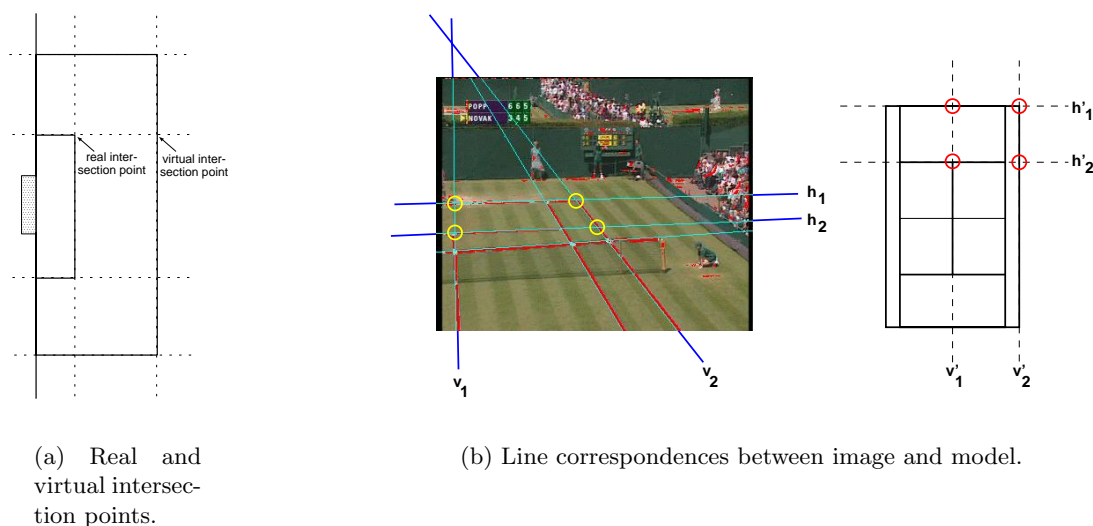 real inter-
section point
virtual inter-
section point
(a) Real and
virtual intersec-
tion points.
POPP 6 6 5
NOVAK 3 4 5
h1
h2
v1
v2
h'1
h'2
v'1
v'2
(b) Line correspondences between image and model.